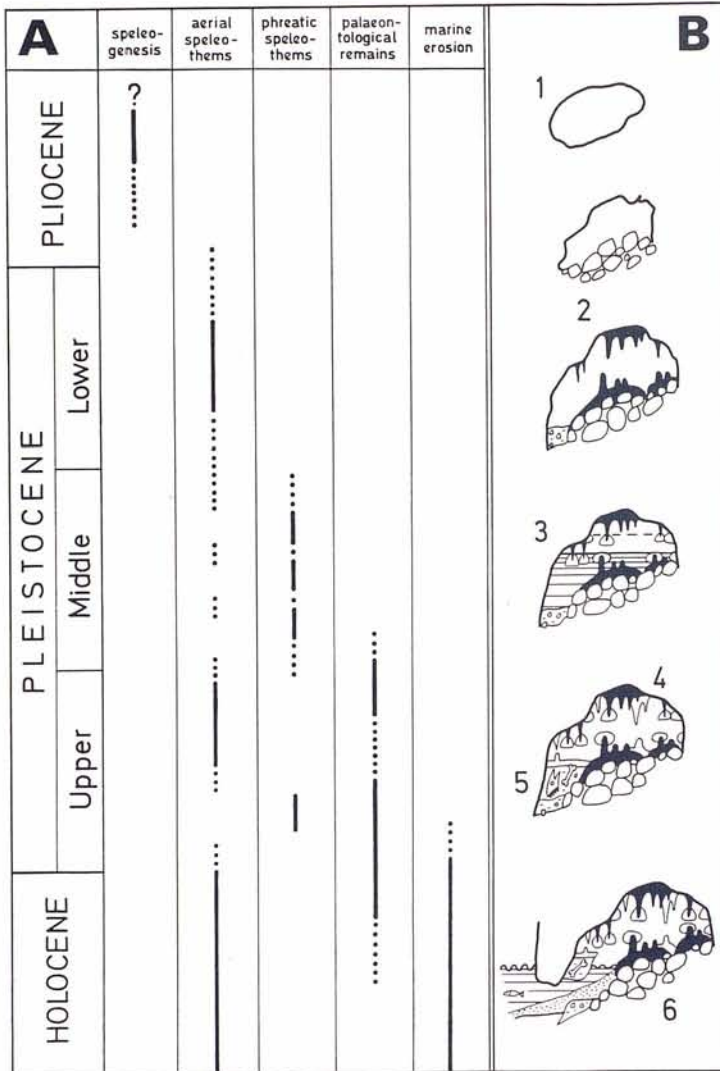 A
speleo-
genesis
aerial
speleo-
thems
phreatic
speleo-
thems
palaeon-
tological
remains
marine
erosion
B
PLIOCENE
?
PLEISTOCENE
Lower
Middle
Upper
HOLOCENE
1
2
3
4
5
6